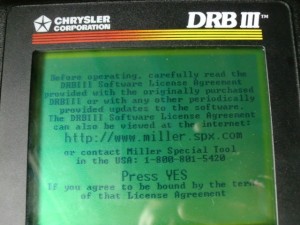 CHRYSLER
CORPORATION
DRB III™
Before operating, carefully read the
DRBIII Software License Agreement
provided with the originally purchased
DRBIII or with any other periodically
provided updates to the software.
The DRBIII Software License Agreement
can also be viewed at the internet
http://www.miller.spx.com
or contact Miller Special Tool
in the USA: 1-800-801-5420
Press YES
If you agree to be bound by the terms
of that License Agreement